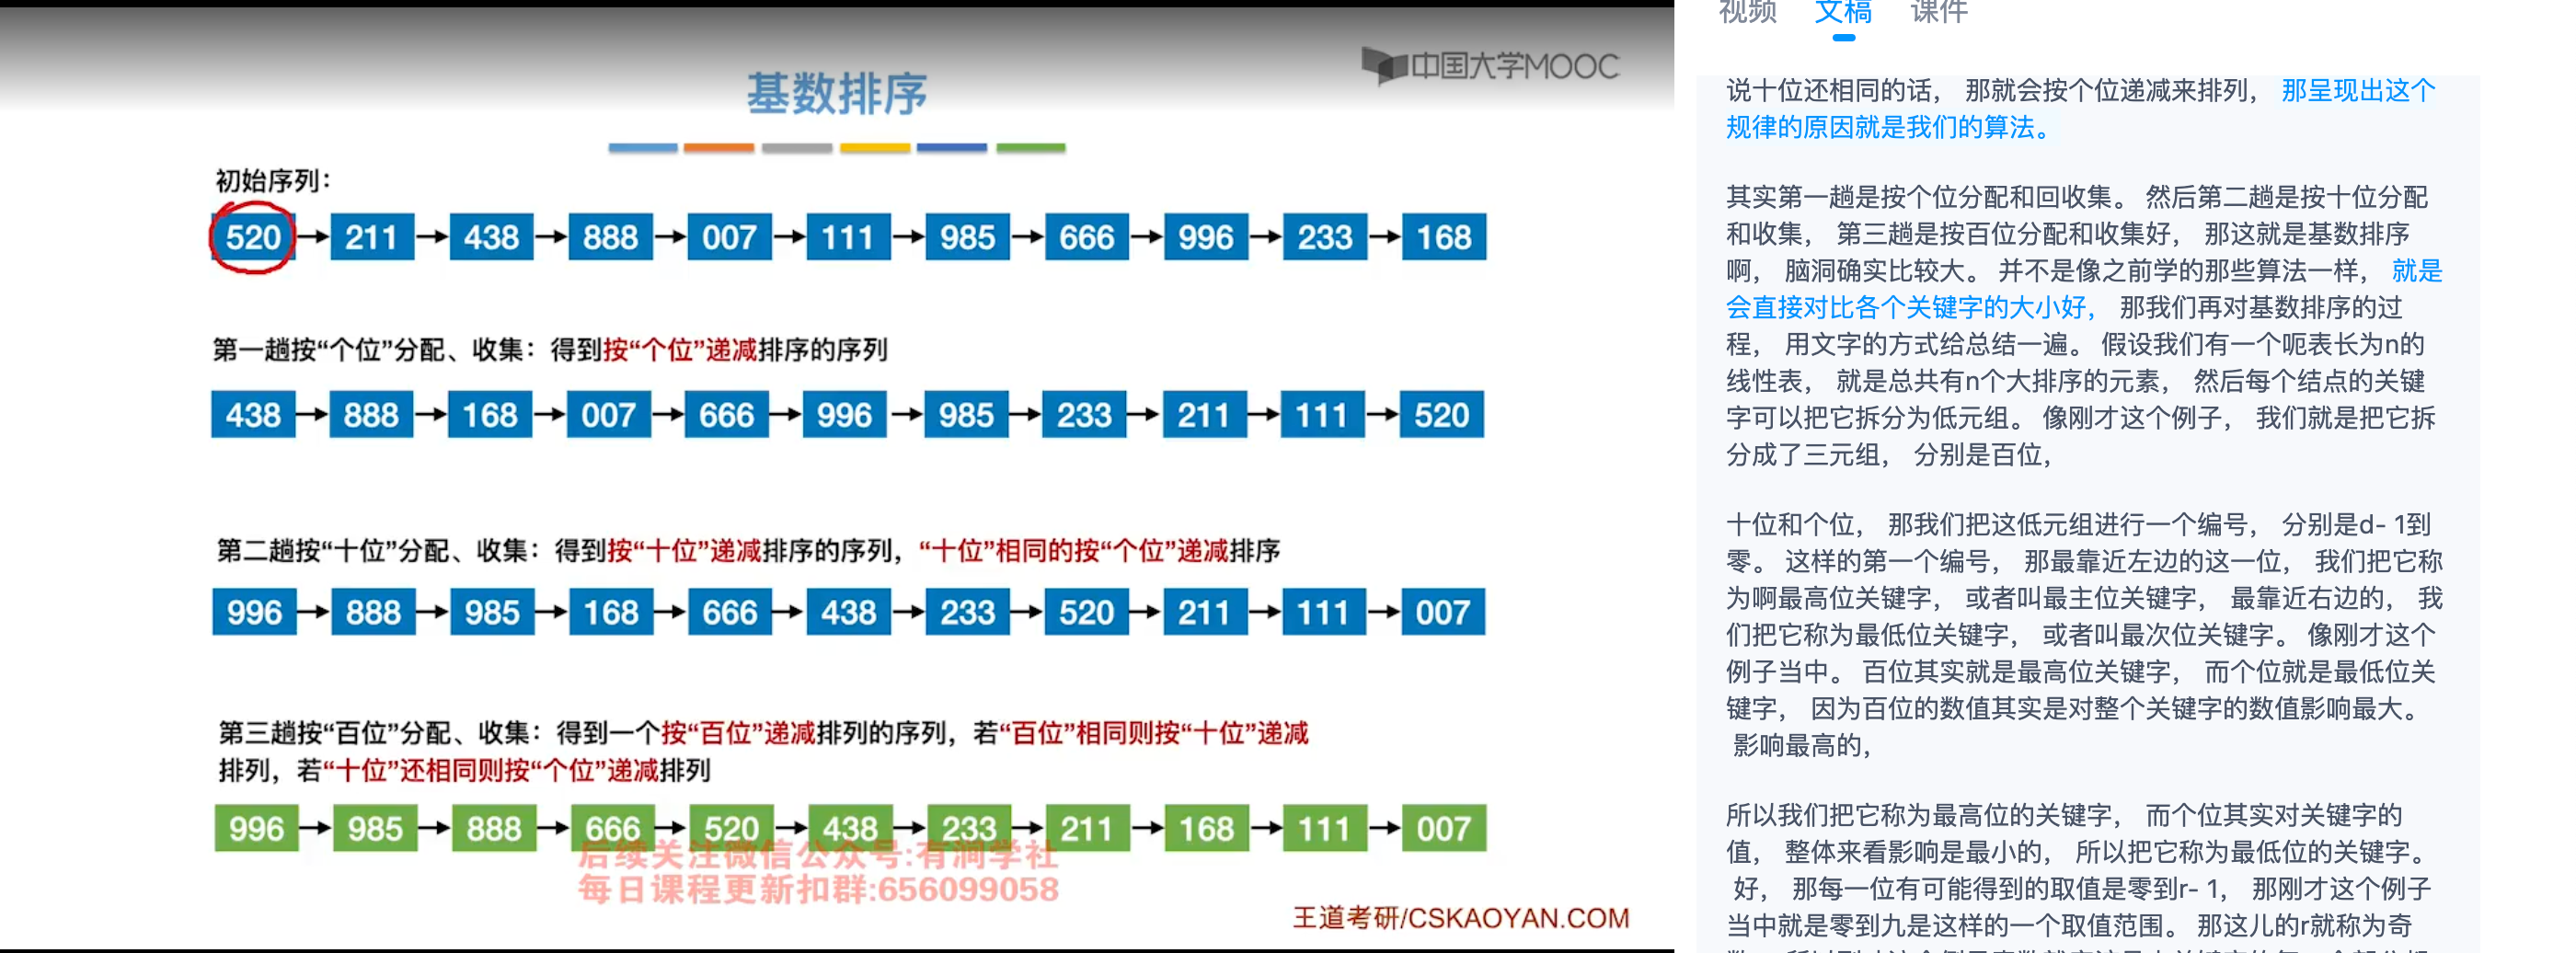 中国大学MOOC
基数排序
初始序列：
520 211 438 888 007 111 985 666 996 233 168
第一趟按“个位”分配、收集：得到按“个位”递减排序的序列
438 888 168 007 666 996 985 233 211 111 520
第二趟按“十位”分配、收集：得到按“十位”递减排序的序列，“十位”相同的按“个位”递减排序
996 888 985 168 666 438 233 520 211 111 007
第三趟按“百位”分配、收集：得到一个按“百位”递减排列的序列，若“百位”相同则按“十位”递减
排列，若“十位”还相同则按“个位”递减排列
996 985 888 666 520 438 233 211 168 111 007
后续关注微信公众号:有涧学社
每日课程更新扣群:656099058
王道考研/CSKAOYAN.COM
视频 文稿 课件
说十位还相同的话， 那就会按个位递减来排列， 那呈现出这个
规律的原因就是我们的算法。
其实第一趟是按个位分配和回收集。 然后第二趟是按十位分配
和收集， 第三趟是按百位分配和收集好， 那这就是基数排序
啊， 脑洞确实比较大。 并不是像之前学的那些算法一样， 就是
会直接对比各个关键字的大小好， 那我们再对基数排序的过
程， 用文字的方式给总结一遍。 假设我们有一个呃表长为n的
线性表， 就是总共有n个大排序的元素， 然后每个结点的关键
字可以把它拆分为低元组。 像刚才这个例子， 我们就是把它拆
分成了三元组， 分别是百位，
十位和个位， 那我们把这低元组进行一个编号， 分别是d- 1到
零。 这样的第一个编号， 那最靠近左边的这一位， 我们把它称
为啊最高位关键字， 或者叫最主位关键字， 最靠近右边的， 我
们把它称为最低位关键字， 或者叫最次位关键字。 像刚才这个
例子当中。 百位其实就是最高位关键字， 而个位就是最低位关
键字， 因为百位的数值其实是对整个关键字的数值影响最大。
影响最高的，
所以我们把它称为最高位的关键字， 而个位其实对关键字的
值， 整体来看影响是最小的， 所以把它称为最低位的关键字。
好， 那每一位有可能得到的取值是零到r- 1， 那刚才这个例子
当中就是零到九是这样的一个取值范围。 那这儿的r就称为奇